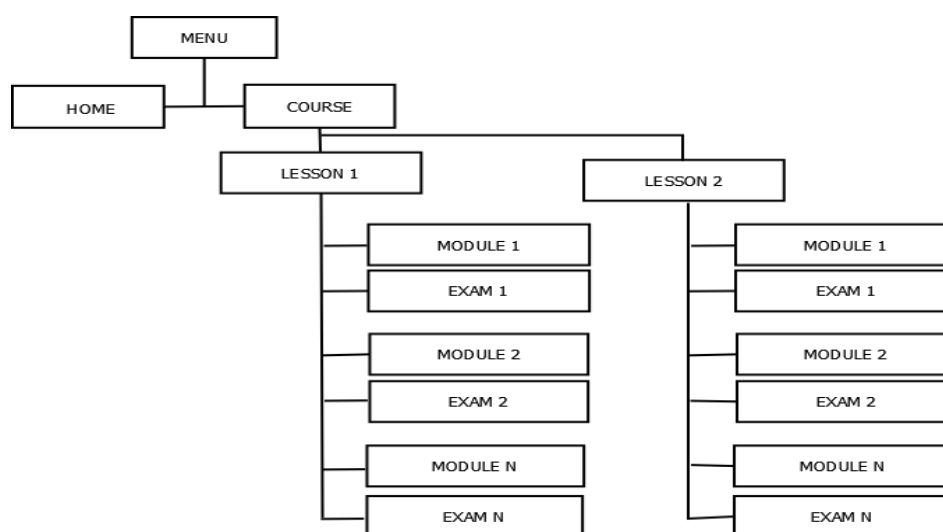 MENU
HOME
COURSE
LESSON 1
LESSON 2
MODULE 1
EXAM 1
MODULE 2
EXAM 2
MODULE N
EXAM N
MODULE 1
EXAM 1
MODULE 2
EXAM 2
MODULE N
EXAM N